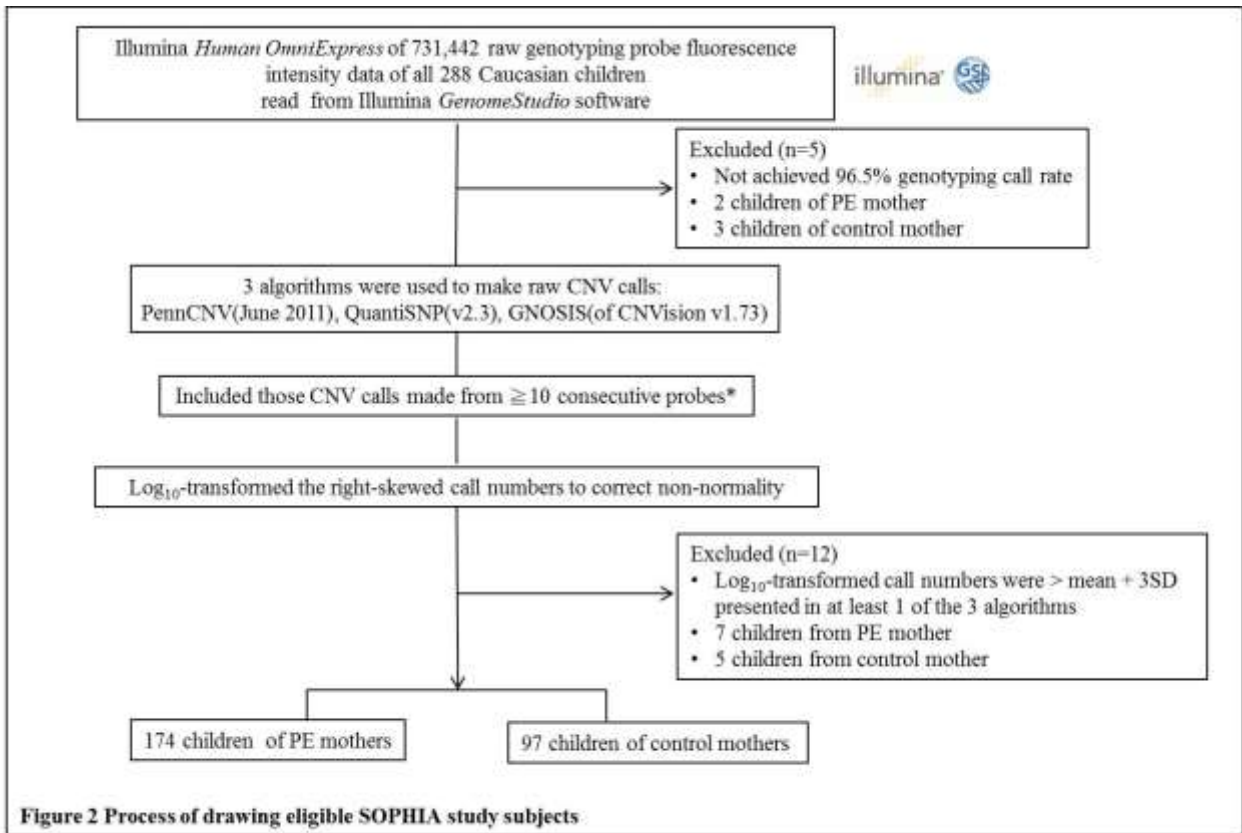 Illumina Human OmniExpress of 731,442 raw genotyping probe fluorescence
intensity data of all 288 Caucasian children
read from Illumina GenomeStudio software
illumina
GSS
Excluded (n=5)
• Not achieved 96.5% genotyping call rate
• 2 children of PE mother
• 3 children of control mother
3 algorithms were used to make raw CNV calls:
PennCNV(June 2011), QuantiSNP(v2.3), GNOSIS(of CNVision v1.73)
Included those CNV calls made from ≧10 consecutive probes*
Log₁₀-transformed the right-skewed call numbers to correct non-normality
Excluded (n=12)
• Log₁₀-transformed call numbers were > mean + 3SD
presented in at least 1 of the 3 algorithms
• 7 children from PE mother
• 5 children from control mother
174 children of PE mothers
97 children of control mothers
Figure 2 Process of drawing eligible SOPHIA study subjects